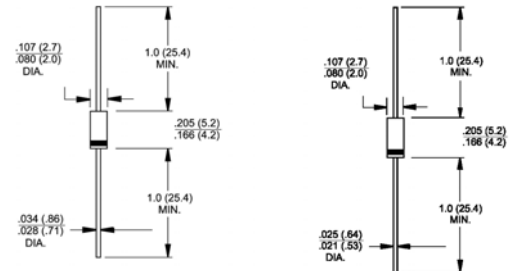 .107 (2.7)
.080 (2.0)
DIA.
1.0 (25.4)
MIN.
.205 (5.2)
.166 (4.2)
1.0 (25.4)
MIN.
.034 (.86)
.028 (.71)
DIA.
.107 (2.7)
.080 (2.0)
DIA.
1.0 (25.4)
MIN.
.205 (5.2)
.166 (4.2)
1.0 (25.4)
MIN.
.025 (.64)
.021 (.53)
DIA.